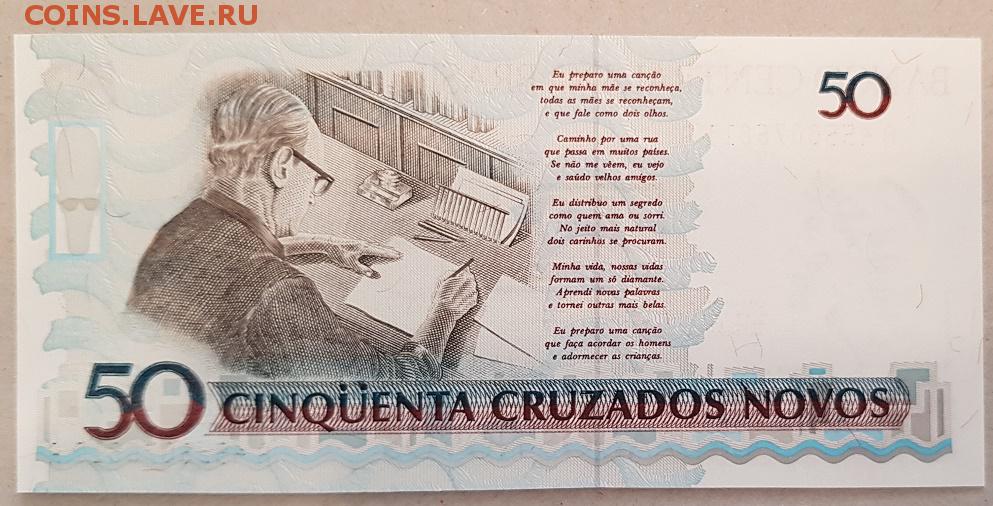 COINS.LAVE.RU
50
Eu preparo uma canção
em que minha mãe se reconheça,
todas as mães se reconheçam,
e que fale como dois olhos.
Caminho por uma rua
que passa em muitos países.
Se não me vêem, eu vejo
e saúdo velhos amigos.
Eu distribuo um segredo
como quem ama ou sorri.
No jeito mais natural
dois carinhos se procuram.
Minha vida, nossas vidas
formam um só diamante.
Aprendi novas palavras
e tornei outras mais belas.
Eu preparo uma canção
que faça acordar os homens
e adormecer as crianças.
50 CINQÜENTA CRUZADOS NOVOS